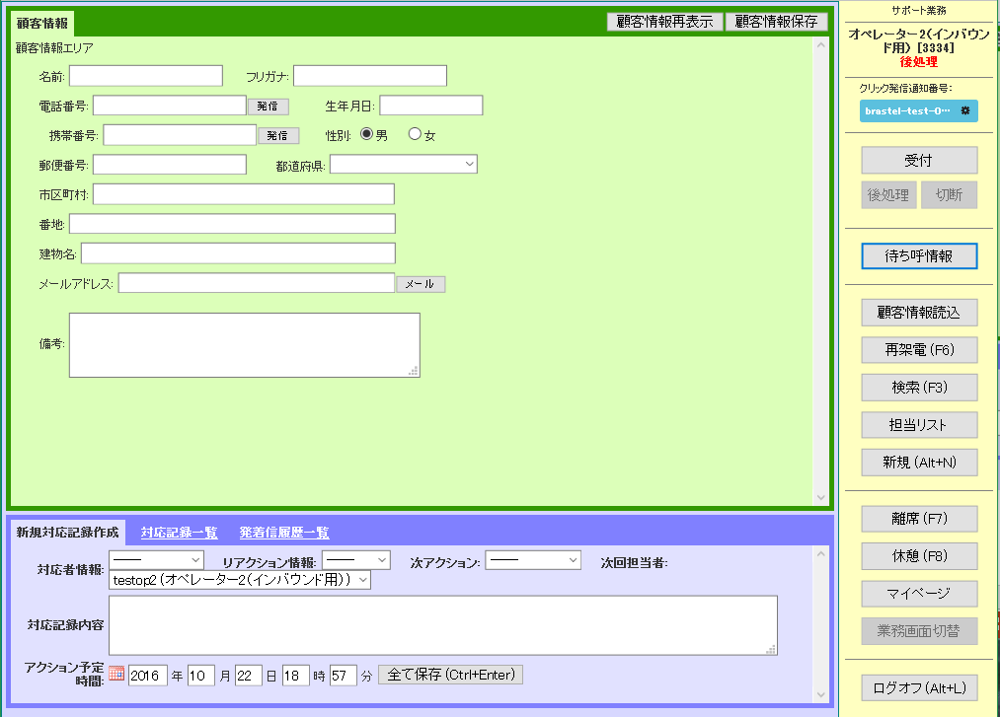 顧客情報 顧客情報再表示 顧客情報保存
顧客情報エリア
名前: フリガナ:
電話番号: 発信 生年月日:
携帯番号: 発信 性別: 男 女
郵便番号: 都道府県:
市区町村:
番地:
建物名:
メールアドレス: メール
備考:
新規対応記録作成 対応記録一覧 発着信履歴一覧
対応者情報: ――― リアクション情報: ――― 次アクション: ――― 次回担当者:
testop2 (オペレーター2(インバウンド用))
対応記録内容
アクション予定
時間: 2016 年 10 月 22 日 18 時 57 分 全て保存 (Ctrl+Enter)
サポート業務
オペレーター2(インバウン
ド用) [3334]
後処理
クリック発信通知番号:
brastel-test-0…
受付
後処理 切断
待ち呼情報
顧客情報読込
再架電 (F6)
検索 (F3)
担当リスト
新規 (Alt+N)
離席 (F7)
休憩 (F8)
マイページ
業務画面切替
ログオフ (Alt+L)